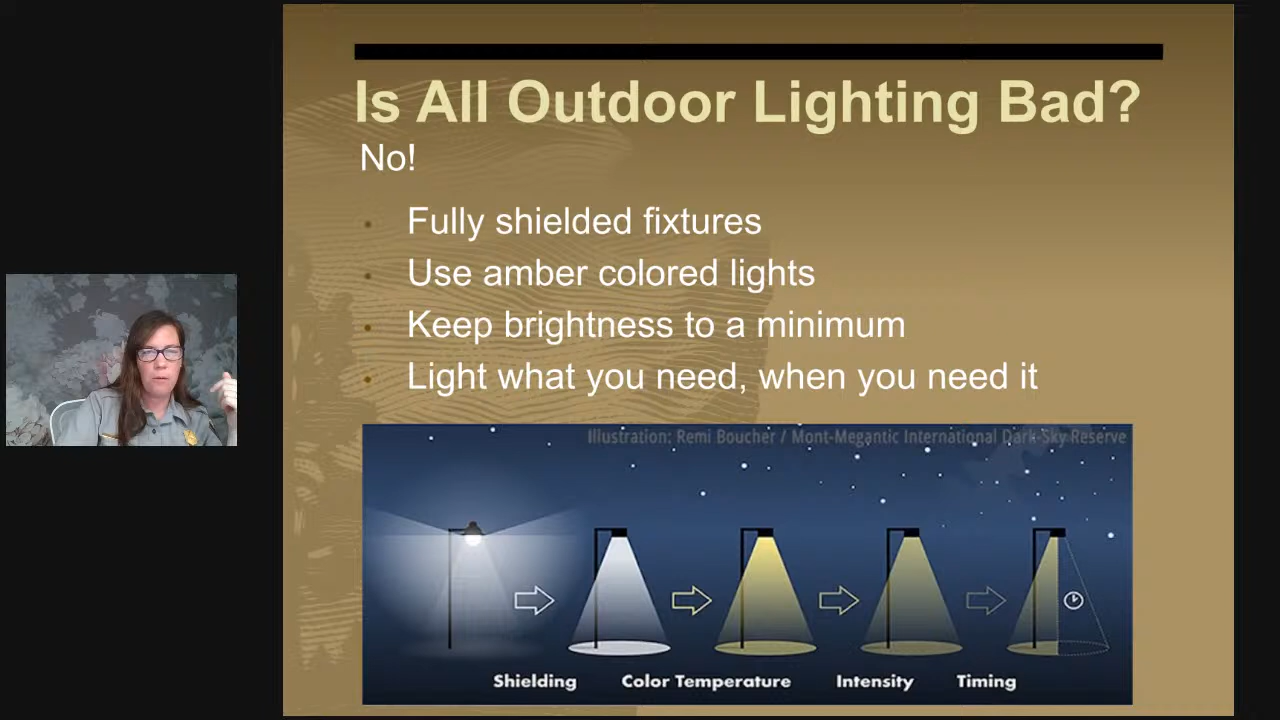 Is All Outdoor Lighting Bad?
No!
Fully shielded fixtures
Use amber colored lights
Keep brightness to a minimum
Light what you need, when you need it
Illustration: Remi Boucher / Mont-Megantic International Dark-Sky Reserve
Shielding Color Temperature Intensity Timing